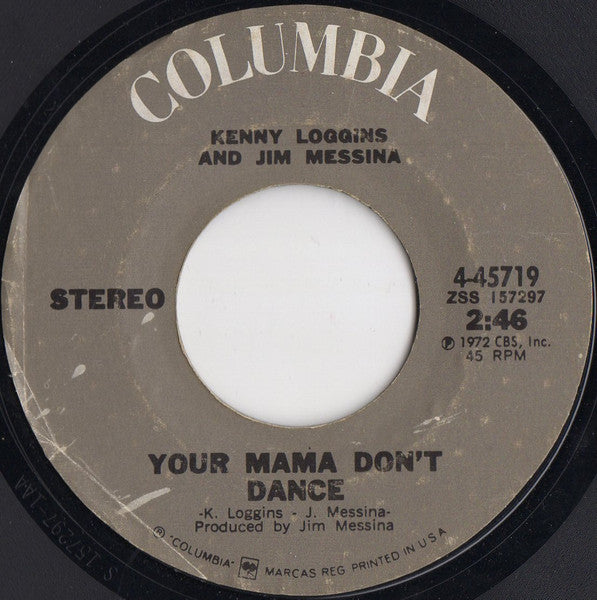 COLUMBIA
KENNY LOGGINS
AND JIM MESSINA
STEREO
4-45719
ZSS 157297
2:46
℗ 1972 CBS, Inc.
45 RPM
YOUR MAMA DON'T
DANCE
-K. Loggins - J. Messina-
Produced by Jim Messina
® "COLUMBIA" MARCAS REG. PRINTED IN U.S.A.